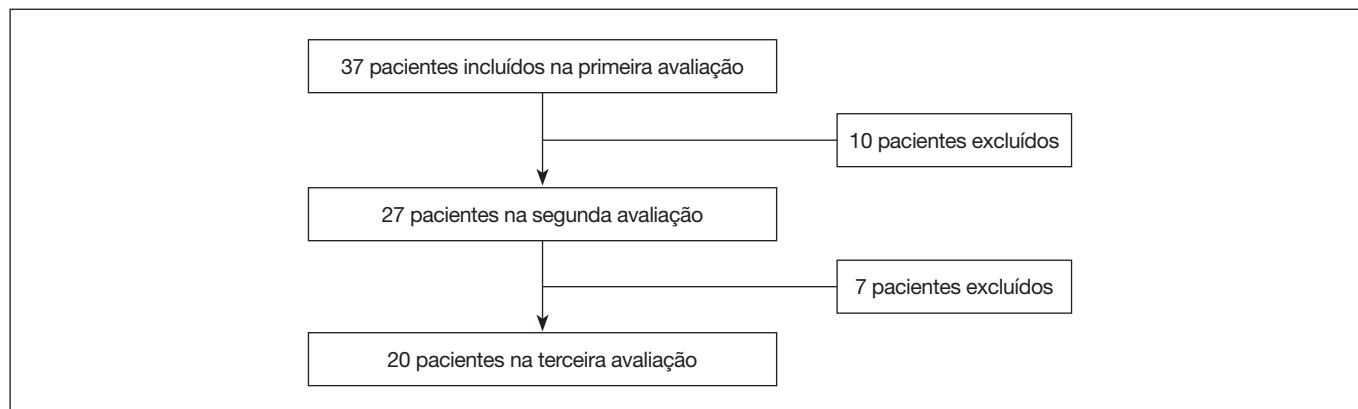 37 pacientes incluídos na primeira avaliação
10 pacientes excluídos
27 pacientes na segunda avaliação
7 pacientes excluídos
20 pacientes na terceira avaliação